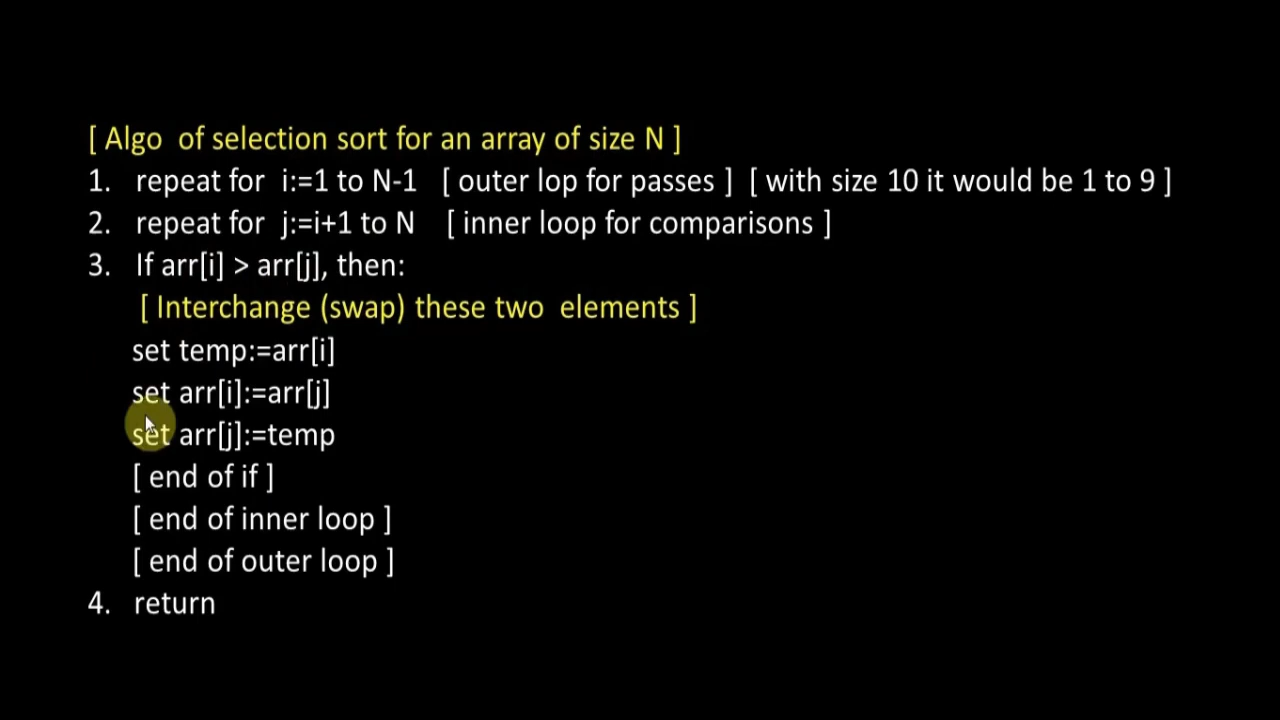 [ Algo of selection sort for an array of size N ]
1. repeat for i:=1 to N-1 [ outer lop for passes ] [ with size 10 it would be 1 to 9 ]
2. repeat for j:=i+1 to N [ inner loop for comparisons ]
3. If arr[i] > arr[j], then:
[ Interchange (swap) these two elements ]
set temp:=arr[i]
set arr[i]:=arr[j]
set arr[j]:=temp
[ end of if ]
[ end of inner loop ]
[ end of outer loop ]
4. return